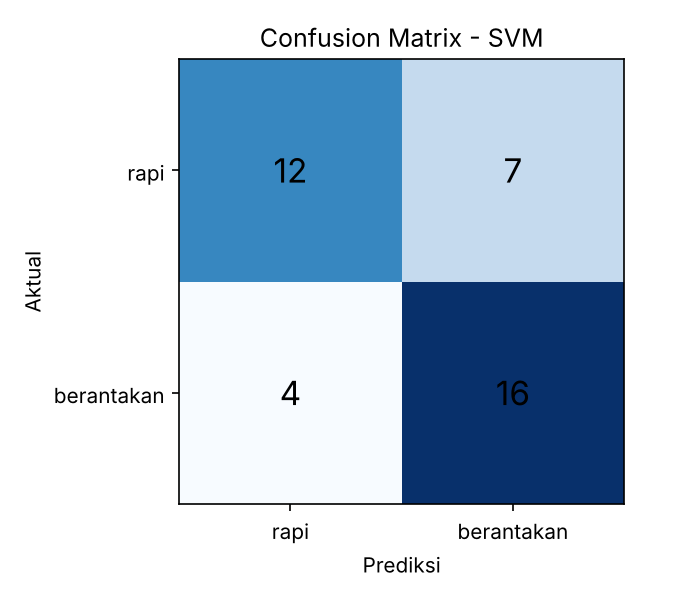 Confusion Matrix - SVM
rapi
12
7
Aktual
berantakan
4
16
rapi
berantakan
Prediksi